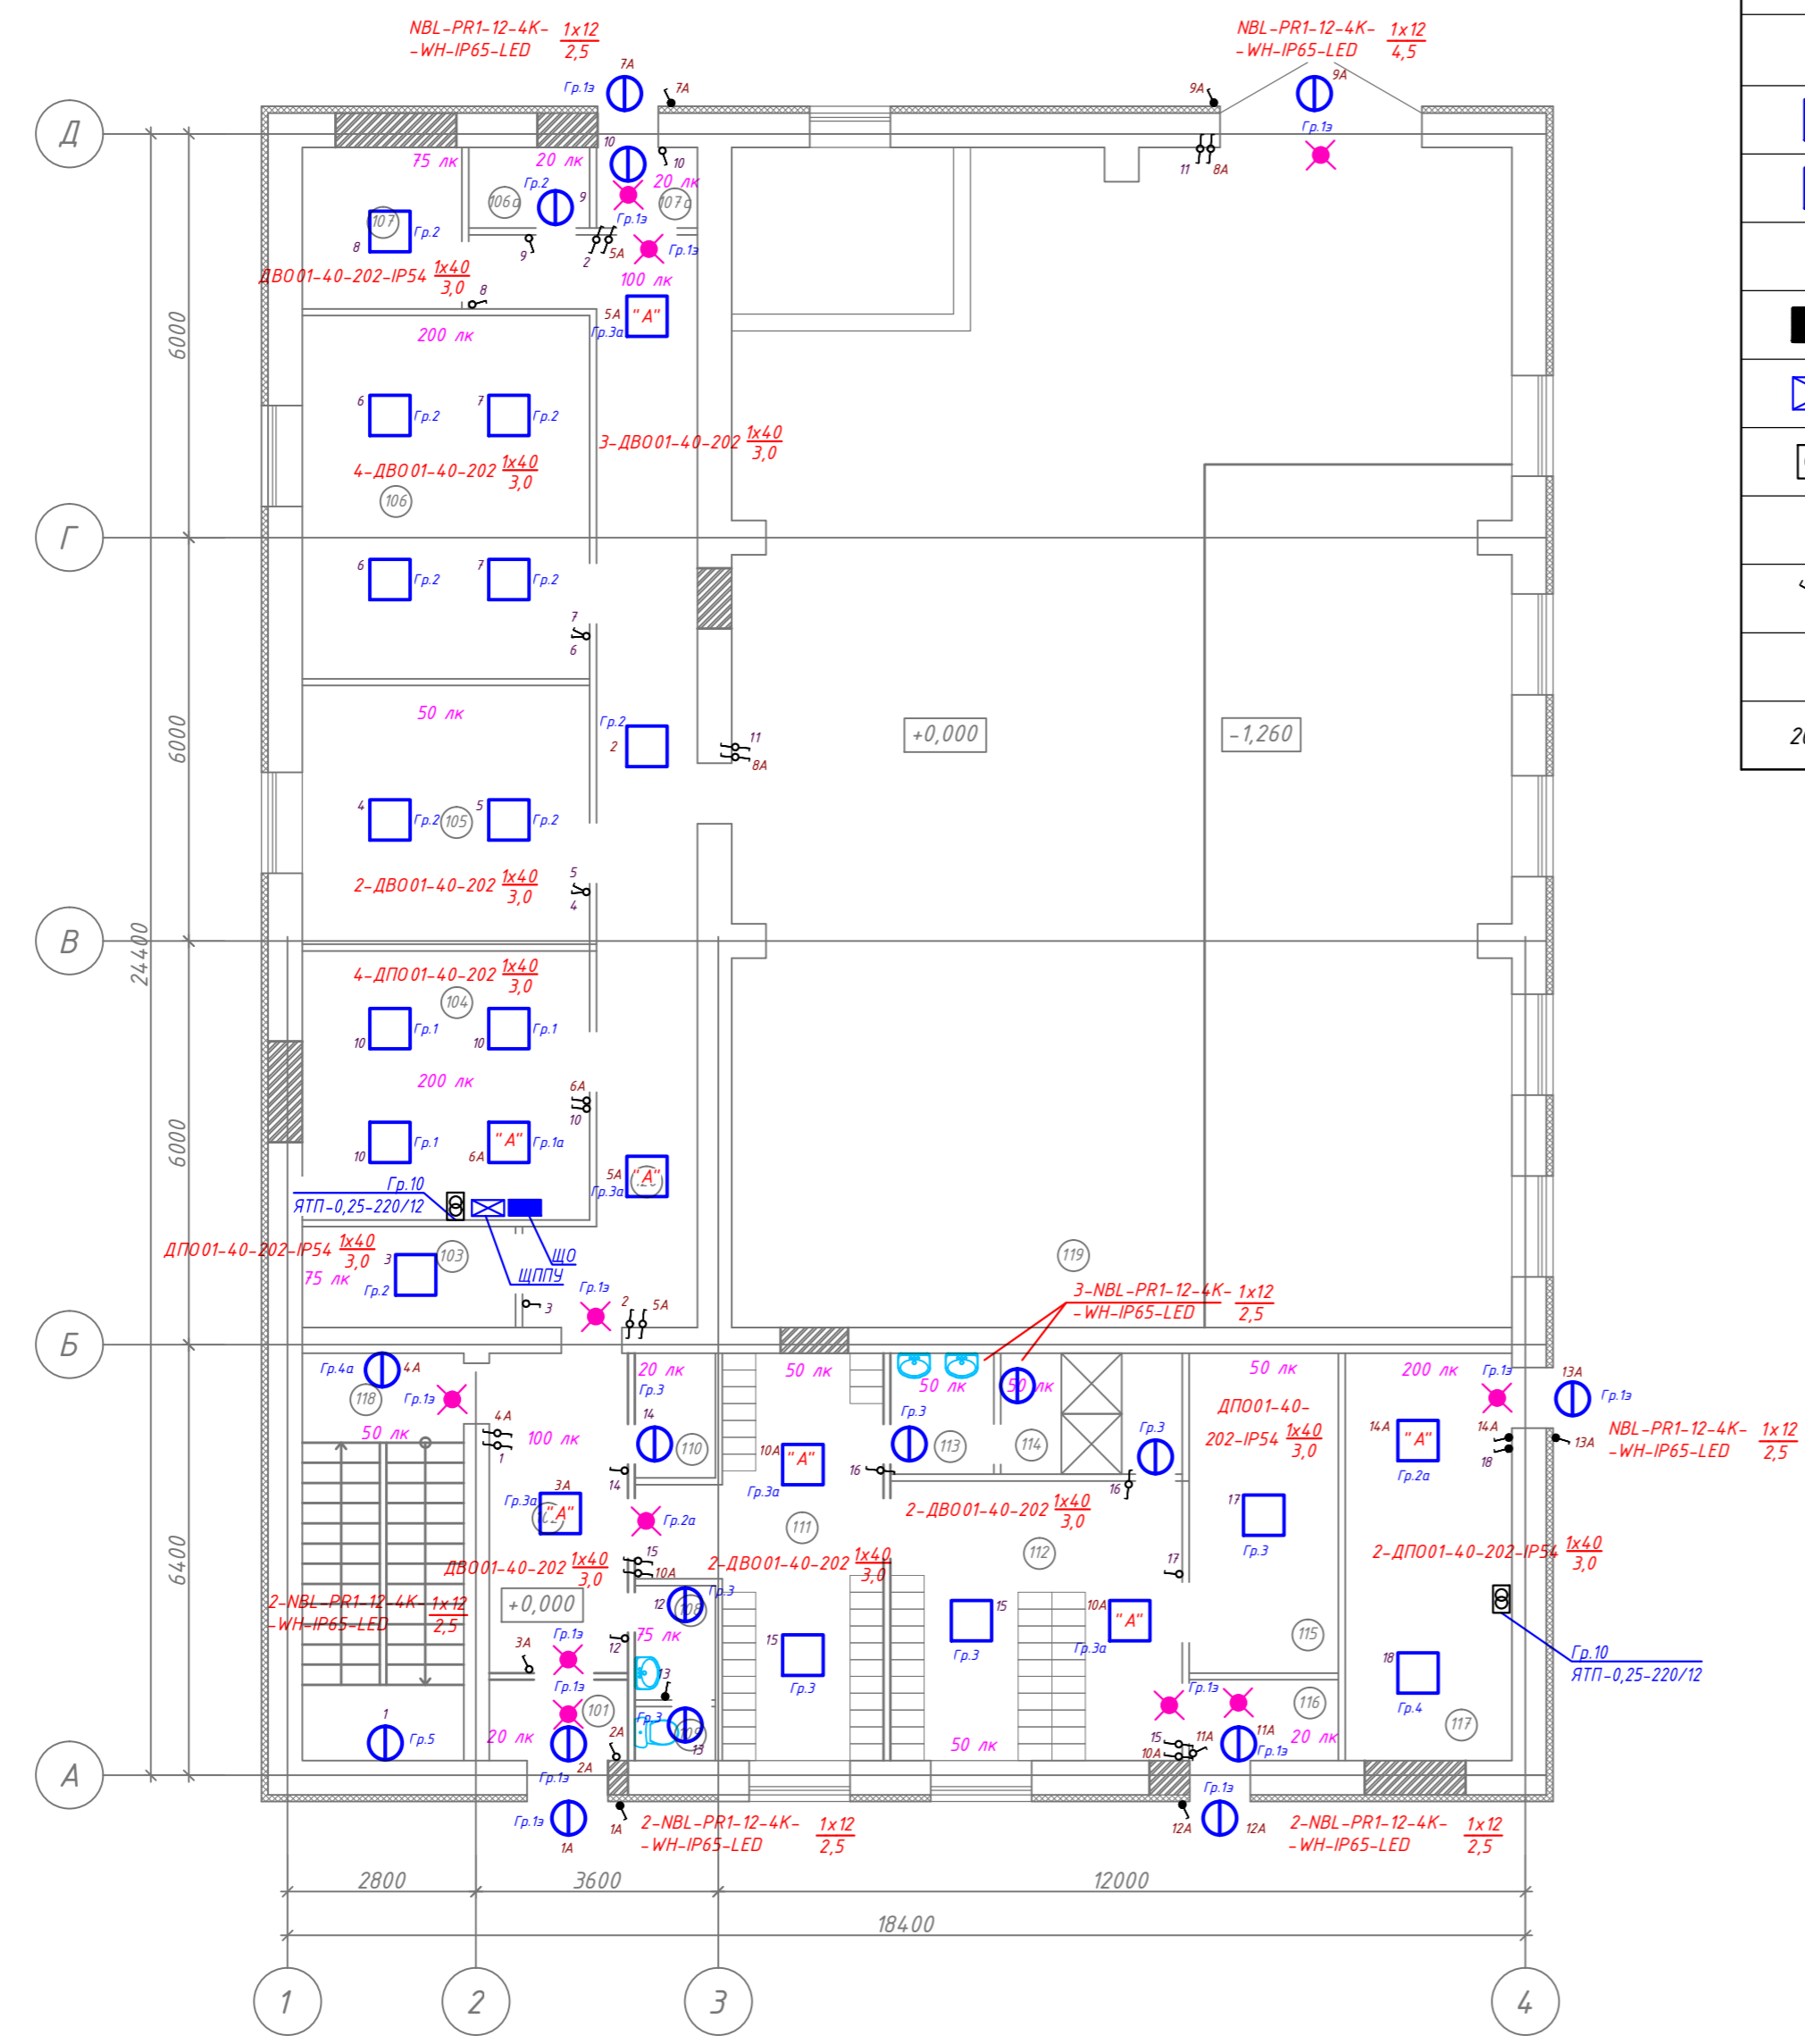 NBL-PR1-12-4K- 1x12
-WH-IP65-LED 2,5
NBL-PR1-12-4K- 1x12
-WH-IP65-LED 4,5
7А
Гр.1э
7А
9А
9А
Гр.1э
Д
75 лк
20 лк
10
10
20 лк
11
8А
106а
Гр.2
9
107а
107
Гр.2
8
Гр.1э
9
2
5А
Гр.1э
ДВО01-40-202-IP54 1x40
3,0
8
100 лк
5А
"А"
Гр.3а
6000
200 лк
6
Гр.2
7
Гр.2
3-ДВО01-40-202 1x40
3,0
4-ДВО01-40-202 1x40
3,0
106
Г
6
Гр.2
7
Гр.2
7
6
50 лк
Гр.2
2
11
8А
+0,000
-1,260
20
6000
4
Гр.2
105
5
Гр.2
2-ДВО01-40-202 1x40
3,0
5
4
В
24400
4-ДПО01-40-202 1x40
3,0
104
10
Гр.1
10
Гр.1
200 лк
6А
10
6000
10
Гр.1
6А
"А"
Гр.1а
5А
"А"
Гр.3а
Гр.10
ЯТП-0,25-220/12
ЩО
ЩППУ
ДПО01-40-202-IP54 1x40
3,0
103
75 лк
3
Гр.2
3
Гр.1э
2
5А
119
3-NBL-PR1-12-4K- 1x12
-WH-IP65-LED 2,5
Б
Гр.4а
4А
118
Гр.1э
50 лк
4А
1
100 лк
20 лк
Гр.3
14
110
14
50 лк
10А
"А"
Гр.3а
50 лк
50 лк
Гр.3
113
114
Гр.3
16
16
50 лк
ДПО01-40-
202-IP54 1x40
3,0
200 лк
Гр.1э
13А
Гр.1э
14А
"А"
Гр.2а
14А
18
13А
NBL-PR1-12-4K- 1x12
-WH-IP65-LED 2,5
6400
3А
Гр.3а
"А"
Гр.2а
111
2-ДВО01-40-202 1x40
3,0
112
17
Гр.3
17
ДВО01-40-202 1x40
3,0
15
10А
2-ДВО01-40-202 1x40
3,0
2-ДПО01-40-202-IP54 1x40
3,0
2-NBL-PR1-12-4K- 1x12
-WH-IP65-LED 2,5
+0,000
12
Гр.3
108
75 лк
12
3А
Гр.1э
15
Гр.3
15
Гр.3
10А
"А"
Гр.3а
115
18
Гр.4
Гр.10
ЯТП-0,25-220/12
13
Гр.1э
101
Гр.3
109
13
Гр.1э
116
117
1
Гр.5
20 лк
2А
2А
50 лк
15
10А
11А
11А
Гр.1э
20 лк
А
Гр.1э
Гр.1э
1А
1А
2-NBL-PR1-12-4K- 1x12
-WH-IP65-LED 2,5
Гр.1э
12А
12А
2-NBL-PR1-12-4K- 1x12
-WH-IP65-LED 2,5
2800
3600
12000
18400
1
2
3
4